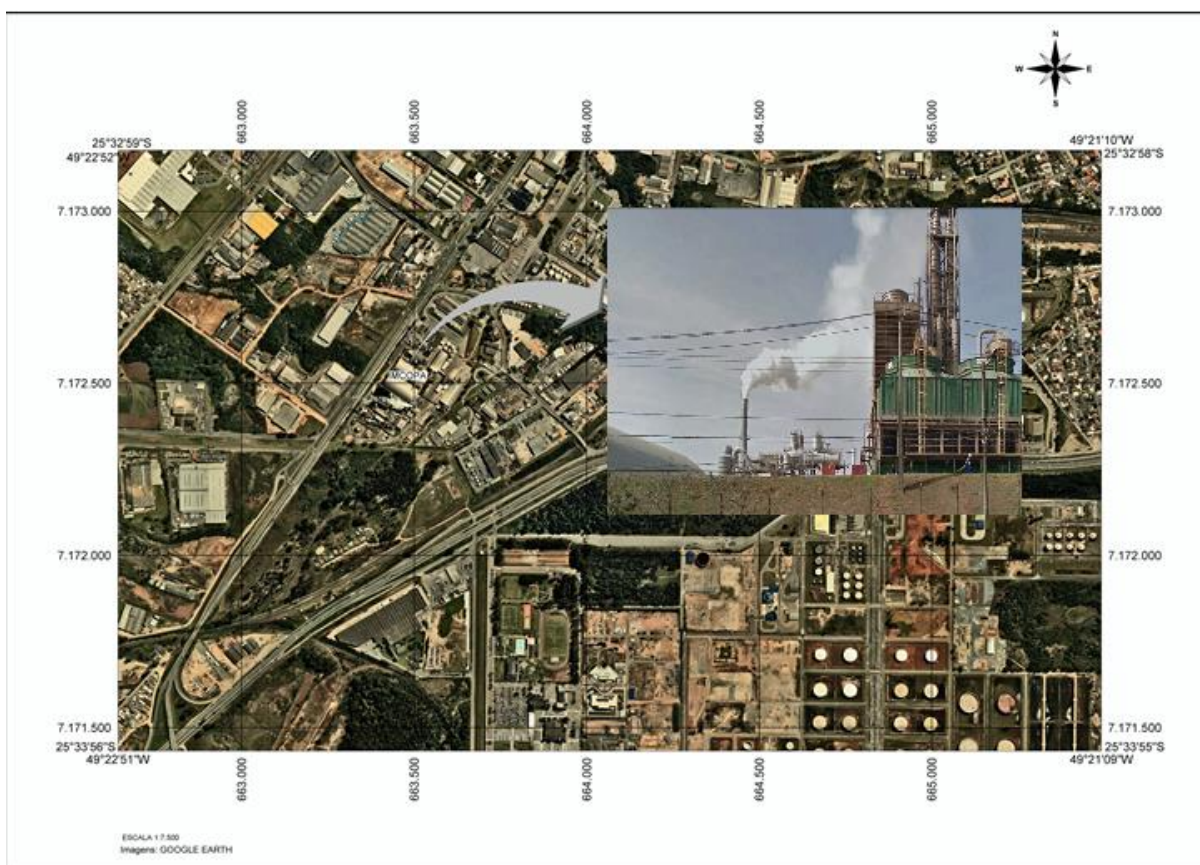 N
W E
S
663.000
663.500
664.000
664.500
665.000
25°32'59"S
49°22'52"W
49°21'10"W
25°32'58"S
7.173.000
7.173.000
IMCOPA
7.172.500
7.172.500
7.172.000
7.172.000
7.171.500
7.171.500
25°33'56"S
49°22'51"W
25°33'55"S
49°21'09"W
663.000
663.500
664.000
664.500
665.000
ESCALA 1:7.500
Imagens: GOOGLE EARTH